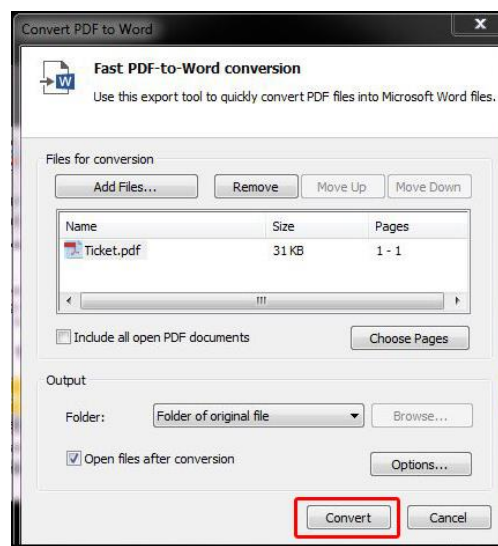 Convert PDF to Word
x
W
Fast PDF-to-Word conversion
Use this export tool to quickly convert PDF files into Microsoft Word files.
Files for conversion
Add Files... Remove Move Up Move Down
Name Size Pages
Ticket.pdf 31 KB 1 - 1
Include all open PDF documents Choose Pages
Output
Folder: Folder of original file Browse...
Open files after conversion Options...
Convert Cancel